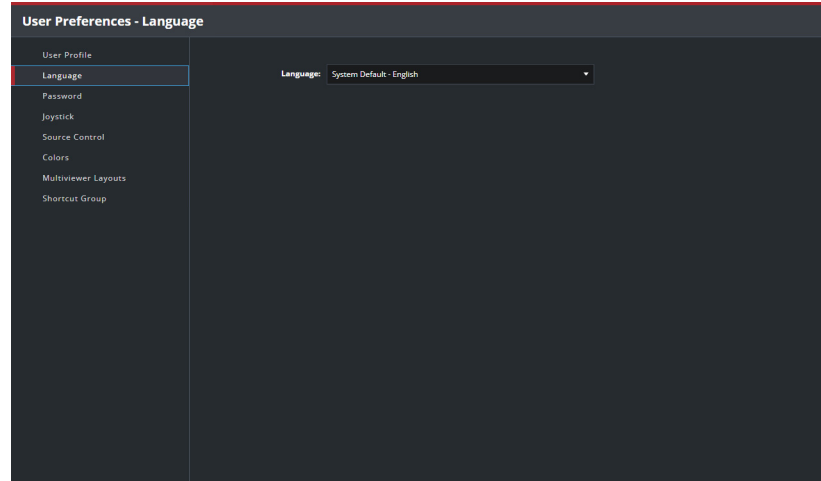 User Preferences - Language
User Profile
Language
Password
Joystick
Source Control
Colors
Multiviewer Layouts
Shortcut Group
Language: System Default - English